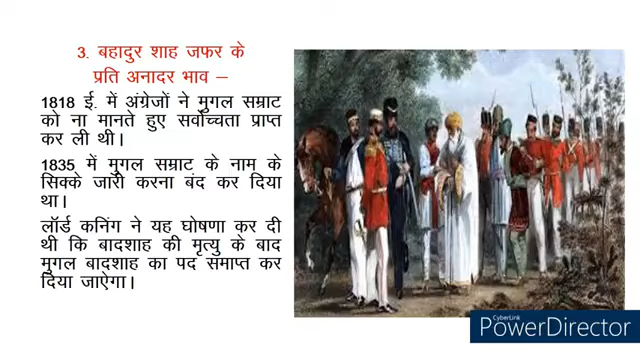 3. बहादुर शाह जफर के
प्रति अनादर भाव –
1818 ई. में अंग्रेजों ने मुगल सम्राट
को ना मानते हुए सर्वोच्चता प्राप्त
कर ली थी।
1835 में मुगल सम्राट के नाम के
सिक्के जारी करना बंद कर दिया
था।
लॉर्ड कनिंग ने यह घोषणा कर दी
थी कि बादशाह की मृत्यु के बाद
मुगल बादशाह का पद समाप्त कर
दिया जाऐगा।
CyberLink
PowerDirector